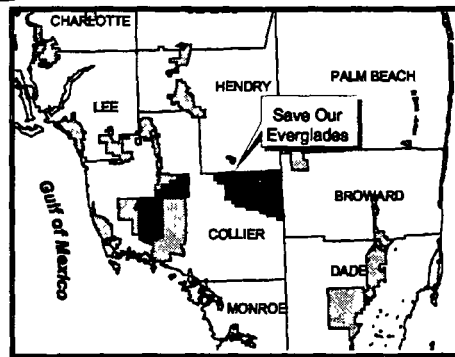 CHARLOTTE
HENDRY
PALM BEACH
LEE
Save Our
Everglades
Gulf of Mexico
BROWARD
COLLIER
DADE
MONROE